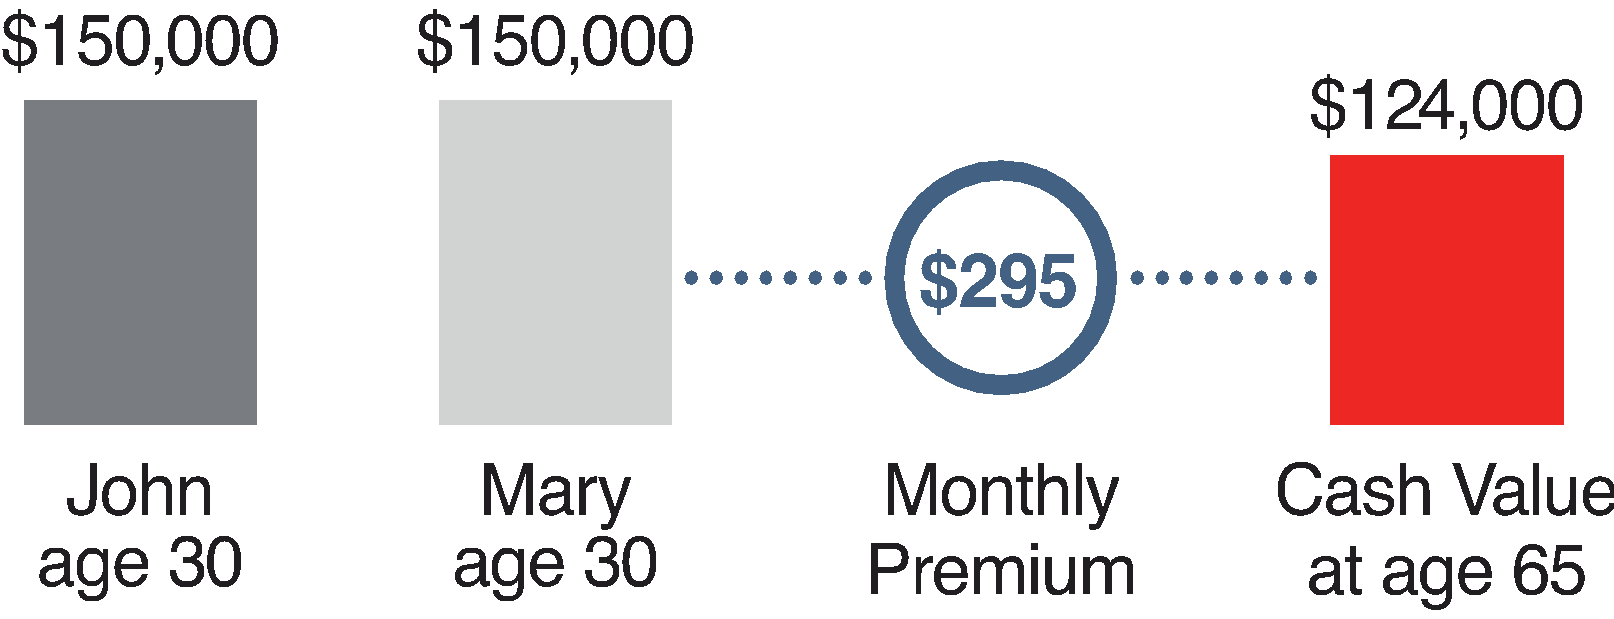 $150,000
$150,000
$124,000
$295
John
age 30
Mary
age 30
Monthly
Premium
Cash Value
at age 65